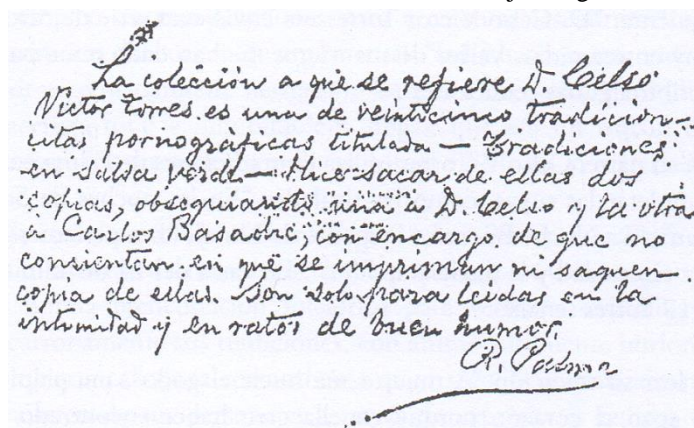 La colección a que se refiere D. Celso
Victor Torres es una de veinticinco tradicion-
citas pornográficas titulada — Tradiciones
en salsa verde — Hice sacar de ellas dos
copias, obsequiando una a D. Celso y la otra
a Carlos Basadre, con encargo de que no
consientan en que se impriman ni saquen
copia de ellas. Son solo para leidas en la
intimidad y en ratos de buen humor.
R. Palma